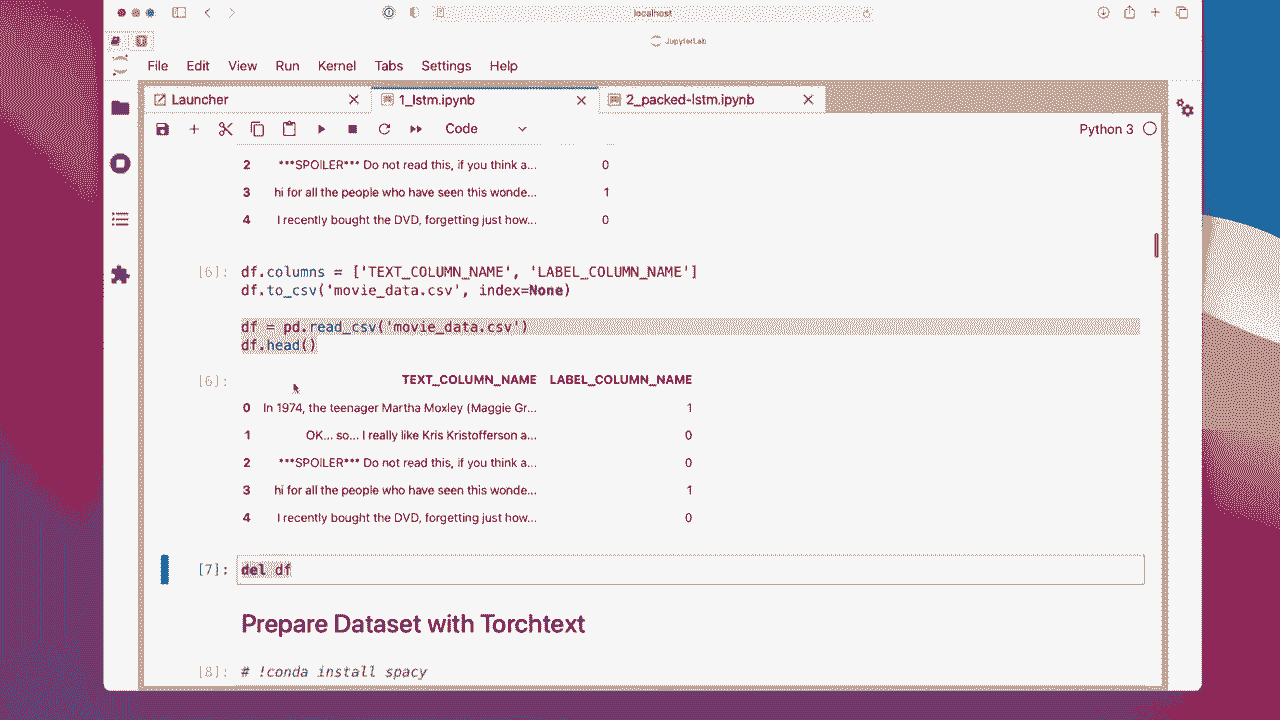 localhost
JupyterLab
File Edit View Run Kernel Tabs Settings Help
Launcher 1_lstm.ipynb 2_packed-lstm.ipynb
Code Python 3
2 ***SPOILER*** Do not read this, if you think a... 0
3 hi for all the people who have seen this wonde... 1
4 I recently bought the DVD, forgetting just how... 0
[6]: df.columns = ['TEXT_COLUMN_NAME', 'LABEL_COLUMN_NAME']
df.to_csv('movie_data.csv', index=None)
df = pd.read_csv('movie_data.csv')
df.head()
[6]: TEXT_COLUMN_NAME LABEL_COLUMN_NAME
0 In 1974, the teenager Martha Moxley (Maggie Gr... 1
1 OK... so... I really like Kris Kristofferson a... 0
2 ***SPOILER*** Do not read this, if you think a... 0
3 hi for all the people who have seen this wonde... 1
4 I recently bought the DVD, forgetting just how... 0
[7]: del df
Prepare Dataset with Torchtext
[8]: # !conda install spacy